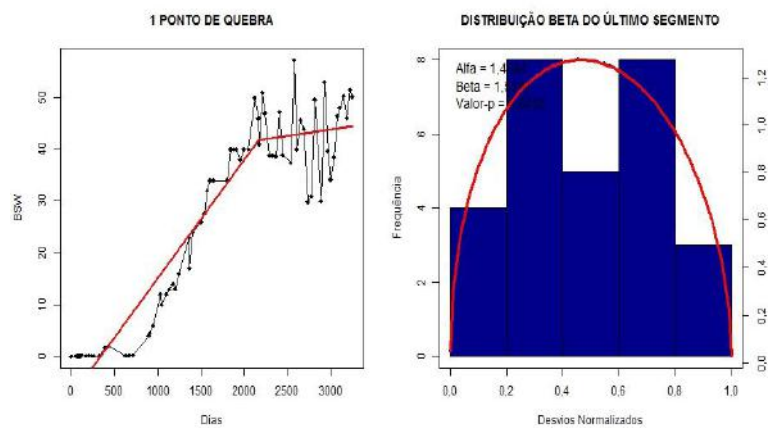 1 PONTO DE QUEBRA
BSW
50
40
30
20
10
0
0 500 1000 1500 2000 2500 3000
Dias
DISTRIBUIÇÃO BETA DO ÚLTIMO SEGMENTO
Alfa = 1,4
Beta = 1,
Valor-p =
Frequência
8
6
4
2
0
1,2
1,0
0,8
0,6
0,4
0,2
0,0
0,0 0,2 0,4 0,6 0,8 1,0
Desvios Normalizados